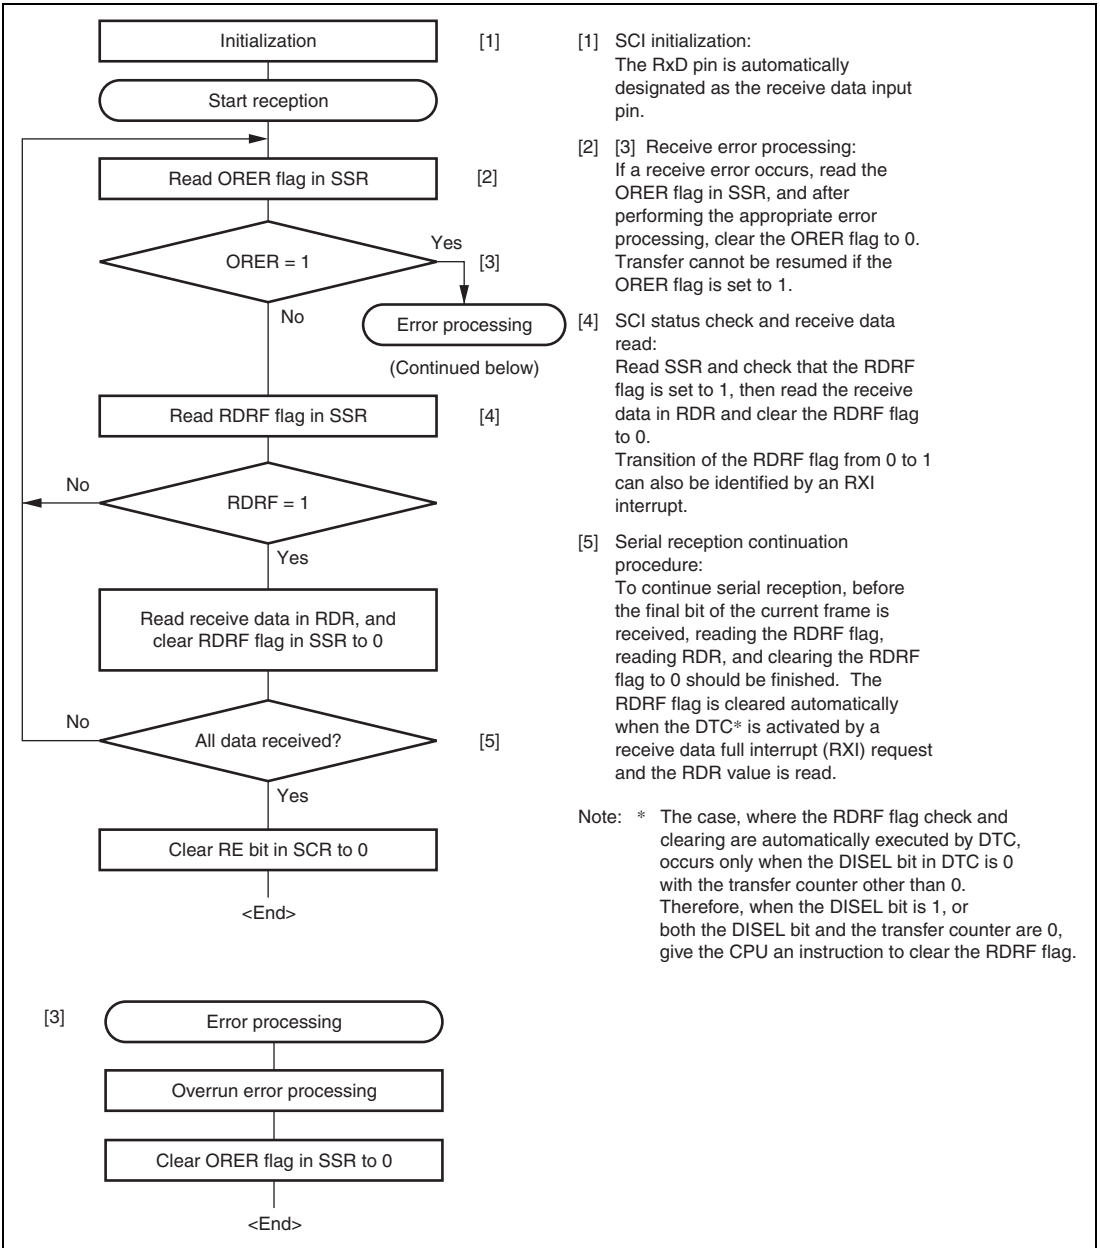 Initialization [1]
Start reception
Read ORER flag in SSR [2]
ORER = 1
Yes
[3]
No
Error processing
(Continued below)
Read RDRF flag in SSR [4]
No
RDRF = 1
Yes
Read receive data in RDR, and
clear RDRF flag in SSR to 0
No
All data received? [5]
Yes
Clear RE bit in SCR to 0
<End>
[1] SCI initialization:
The RxD pin is automatically
designated as the receive data input
pin.
[2] [3] Receive error processing:
If a receive error occurs, read the
ORER flag in SSR, and after
performing the appropriate error
processing, clear the ORER flag to 0.
Transfer cannot be resumed if the
ORER flag is set to 1.
[4] SCI status check and receive data
read:
Read SSR and check that the RDRF
flag is set to 1, then read the receive
data in RDR and clear the RDRF flag
to 0.
Transition of the RDRF flag from 0 to 1
can also be identified by an RXI
interrupt.
[5] Serial reception continuation
procedure:
To continue serial reception, before
the final bit of the current frame is
received, reading the RDRF flag,
reading RDR, and clearing the RDRF
flag to 0 should be finished. The
RDRF flag is cleared automatically
when the DTC* is activated by a
receive data full interrupt (RXI) request
and the RDR value is read.
Note: * The case, where the RDRF flag check and
clearing are automatically executed by DTC,
occurs only when the DISEL bit in DTC is 0
with the transfer counter other than 0.
Therefore, when the DISEL bit is 1, or
both the DISEL bit and the transfer counter are 0,
give the CPU an instruction to clear the RDRF flag.
[3] Error processing
Overrun error processing
Clear ORER flag in SSR to 0
<End>